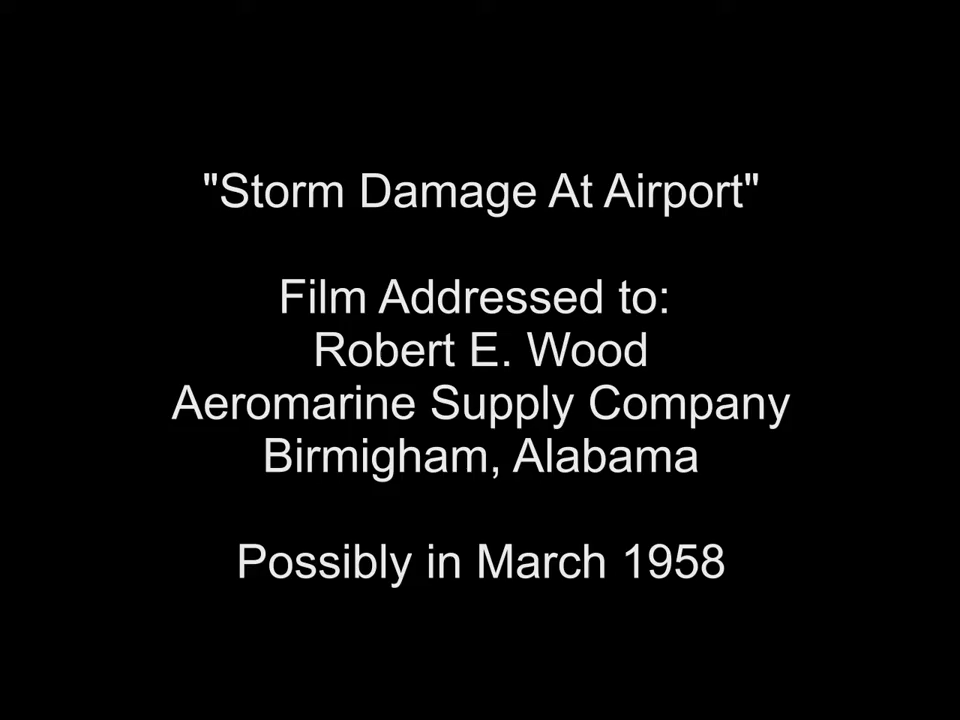 "Storm Damage At Airport"
Film Addressed to:
Robert E. Wood
Aeromarine Supply Company
Birmigham, Alabama
Possibly in March 1958